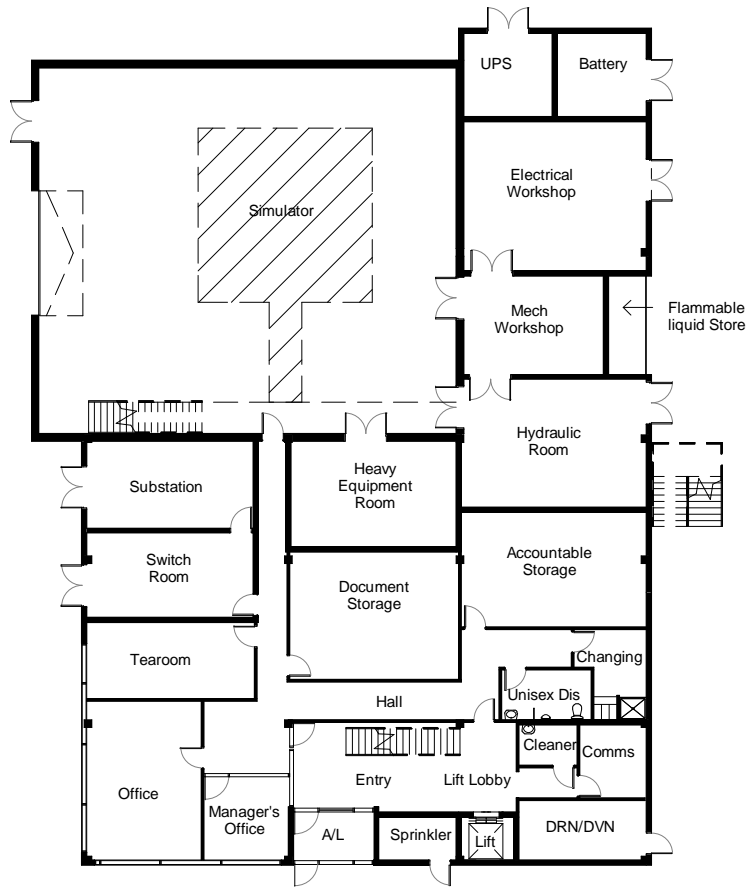 UPS
Battery
Electrical
Workshop
Simulator
Mech
Workshop
Flammable
liquid Store
Hydraulic
Room
Substation
Heavy
Equipment
Room
Switch
Room
Accountable
Storage
Document
Storage
Tearoom
Changing
Unisex Dis
Hall
Cleaner
Comms
Entry
Lift Lobby
Office
Manager's
Office
A/L
Sprinkler
Lift
DRN/DVN